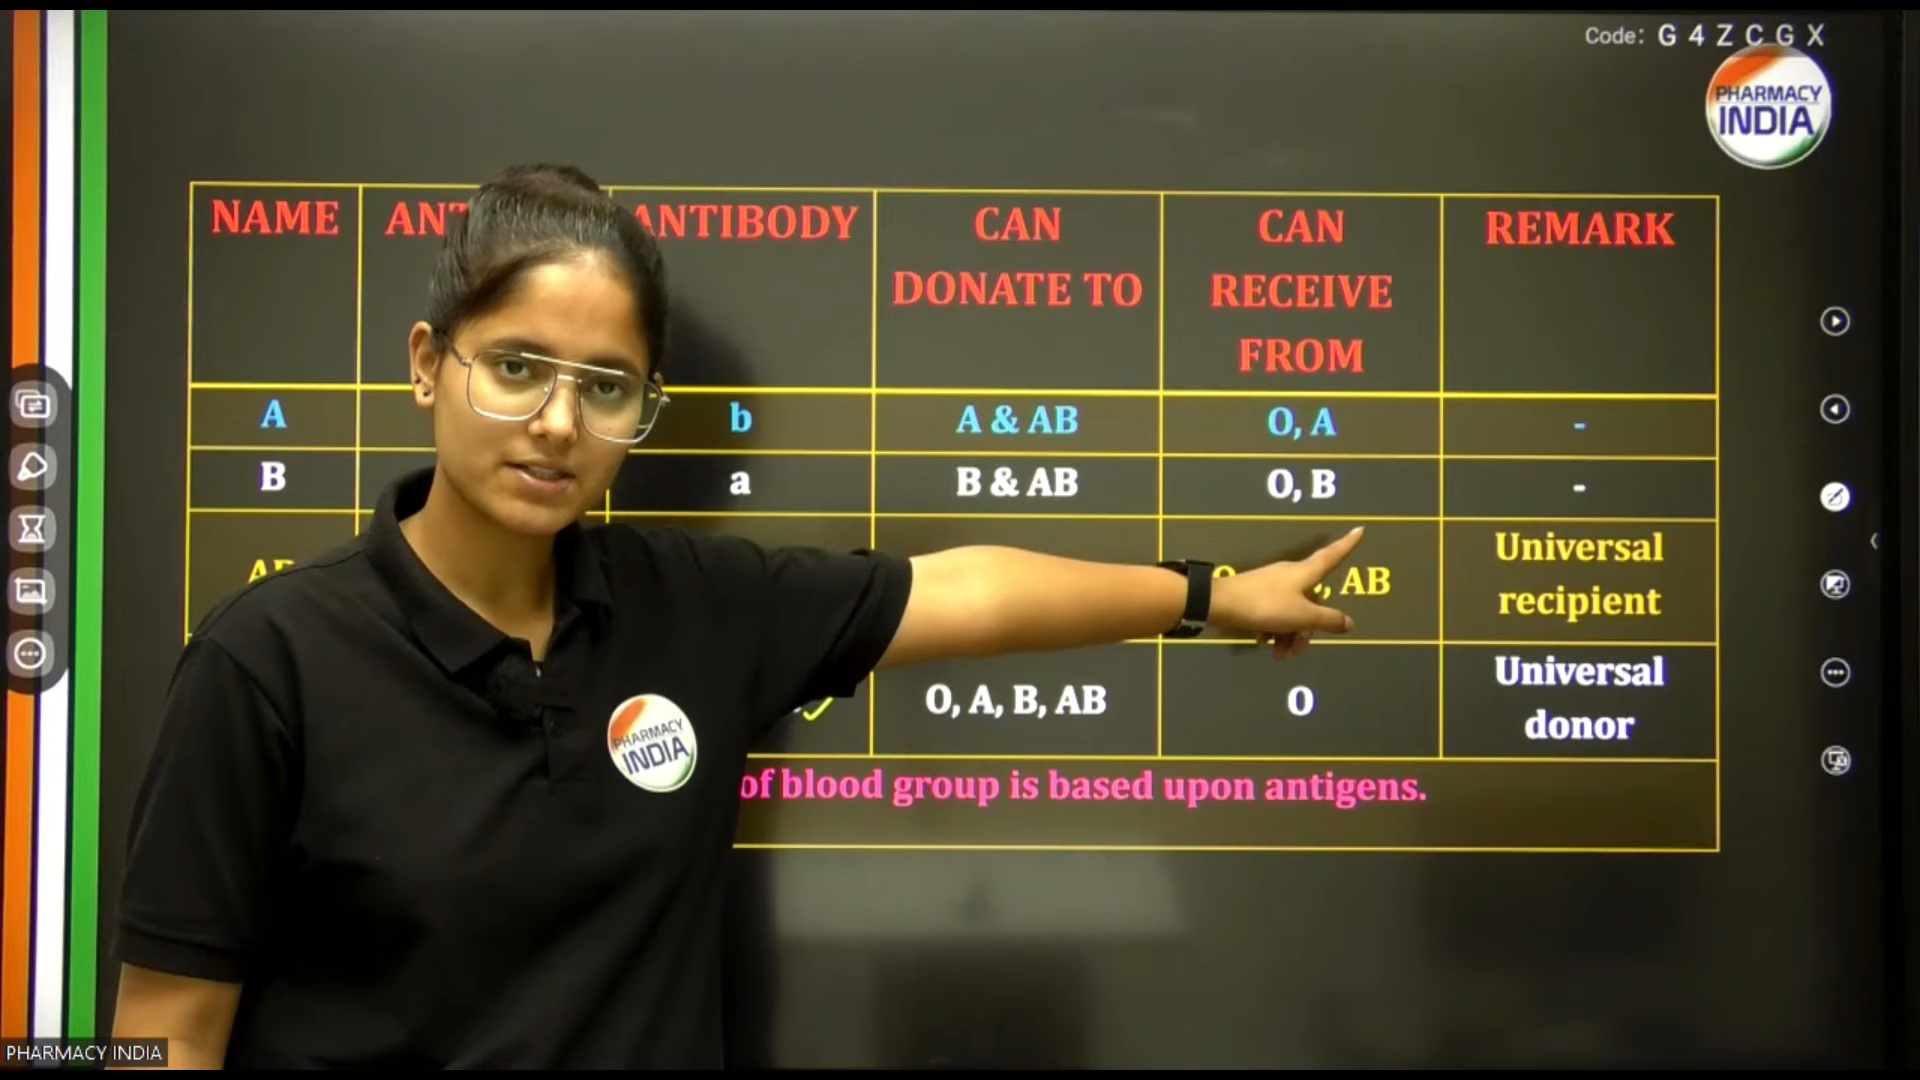 Code: G 4 Z C G X
PHARMACY
INDIA
NAME
ANTIBODY
CAN
DONATE TO
CAN
RECEIVE
FROM
REMARK
A b A & AB O, A -
B a B & AB O, B -
AB
Universal
recipient
O, A, B, AB O
Universal
donor
of blood group is based upon antigens.
PHARMACY
INDIA
PHARMACY INDIA